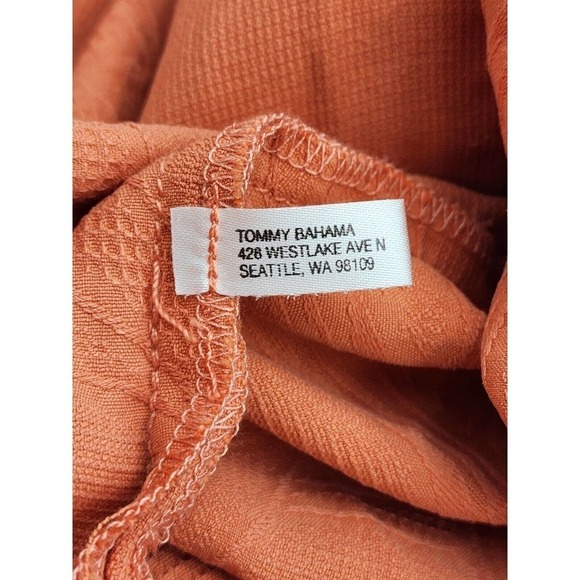 TOMMY BAHAMA
428 WESTLAKE AVE N
SEATTLE, WA 98109